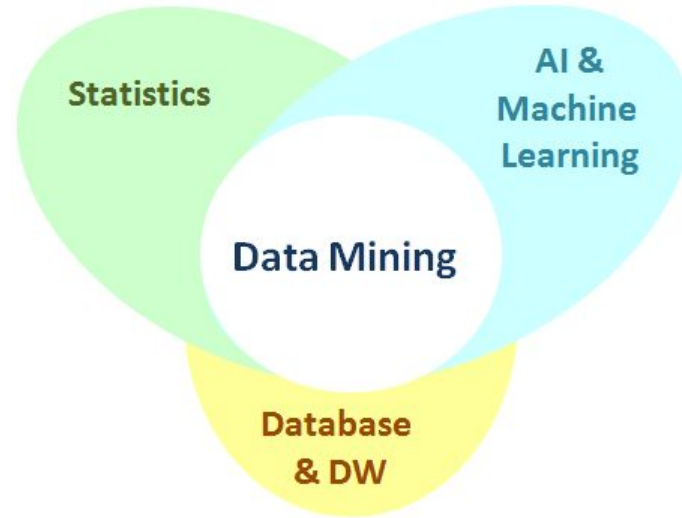 Statistics
AI &
Machine
Learning
Data Mining
Database
& DW